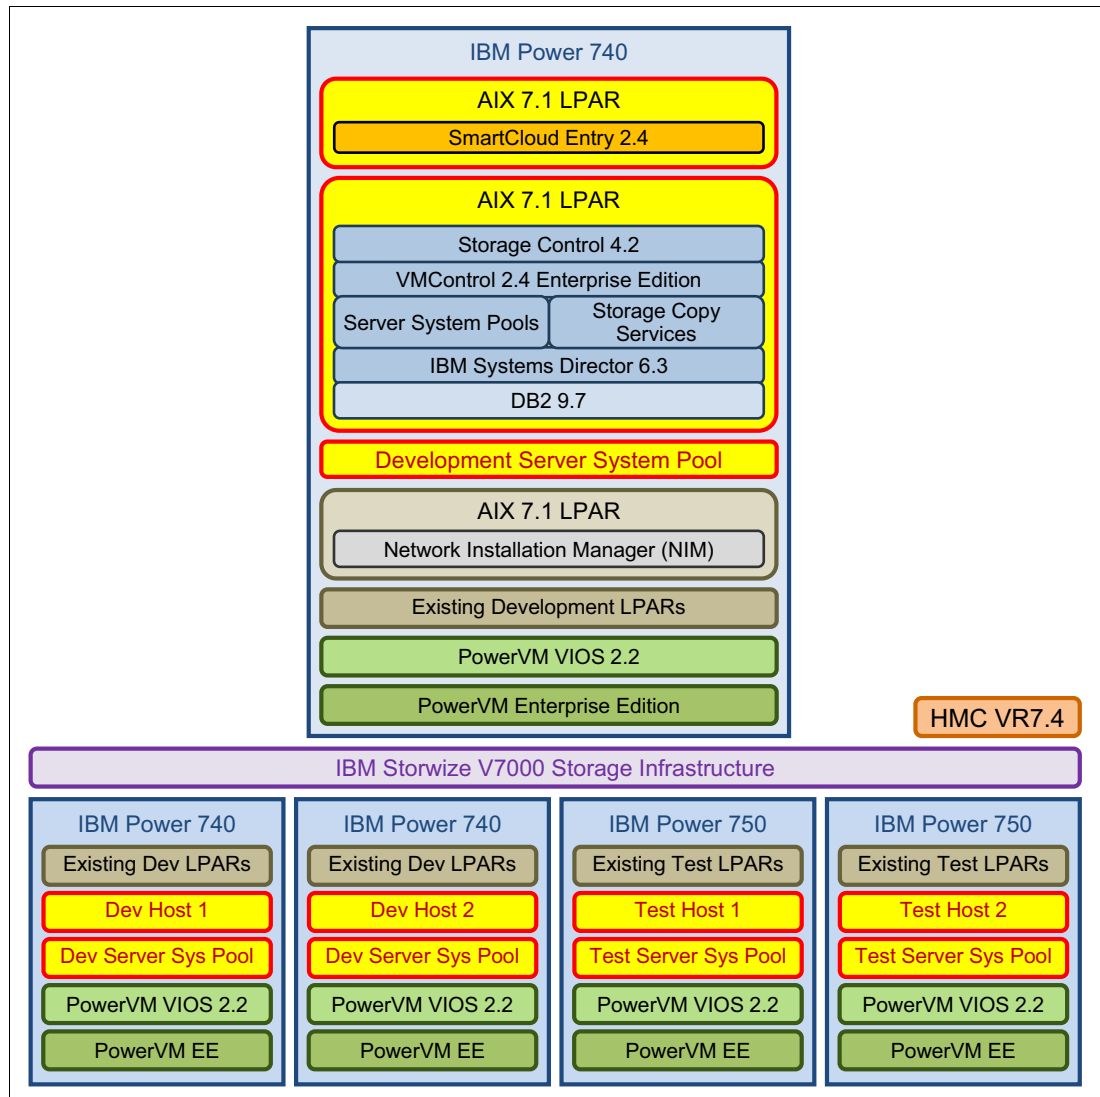 IBM Power 740
AIX 7.1 LPAR
SmartCloud Entry 2.4
AIX 7.1 LPAR
Storage Control 4.2
VMControl 2.4 Enterprise Edition
Server System Pools
Storage Copy
Services
IBM Systems Director 6.3
DB2 9.7
Development Server System Pool
AIX 7.1 LPAR
Network Installation Manager (NIM)
Existing Development LPARs
PowerVM VIOS 2.2
PowerVM Enterprise Edition
HMC VR7.4
IBM Storwize V7000 Storage Infrastructure
IBM Power 740
Existing Dev LPARs
Dev Host 1
Dev Server Sys Pool
PowerVM VIOS 2.2
PowerVM EE
IBM Power 740
Existing Dev LPARs
Dev Host 2
Dev Server Sys Pool
PowerVM VIOS 2.2
PowerVM EE
IBM Power 750
Existing Test LPARs
Test Host 1
Test Server Sys Pool
PowerVM VIOS 2.2
PowerVM EE
IBM Power 750
Existing Test LPARs
Test Host 2
Test Server Sys Pool
PowerVM VIOS 2.2
PowerVM EE